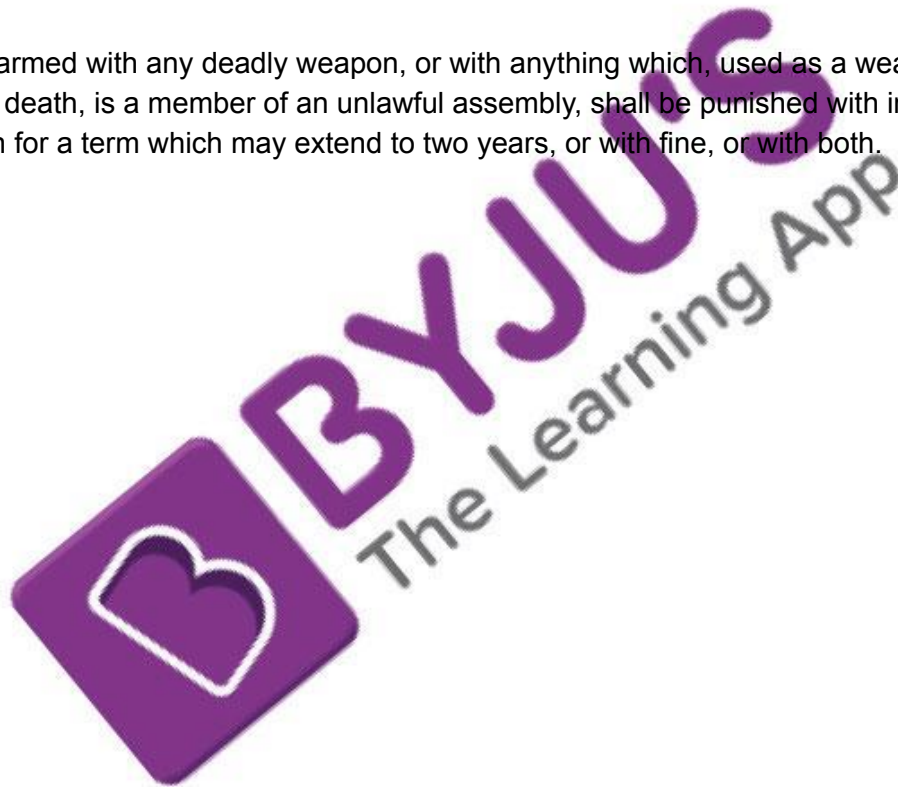 armed with any deadly weapon, or with anything which, used as a wea
death, is a member of an unlawful assembly, shall be punished with i
for a term which may extend to two years, or with fine, or with both.
BYJU'S
The Learning App